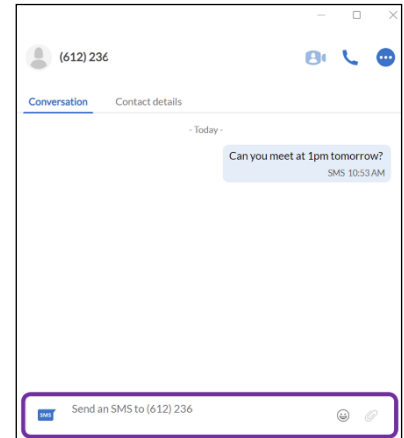 (612) 236
Conversation Contact details
- Today -
Can you meet at 1pm tomorrow?
SMS 10:53 AM
SMS Send an SMS to (612) 236